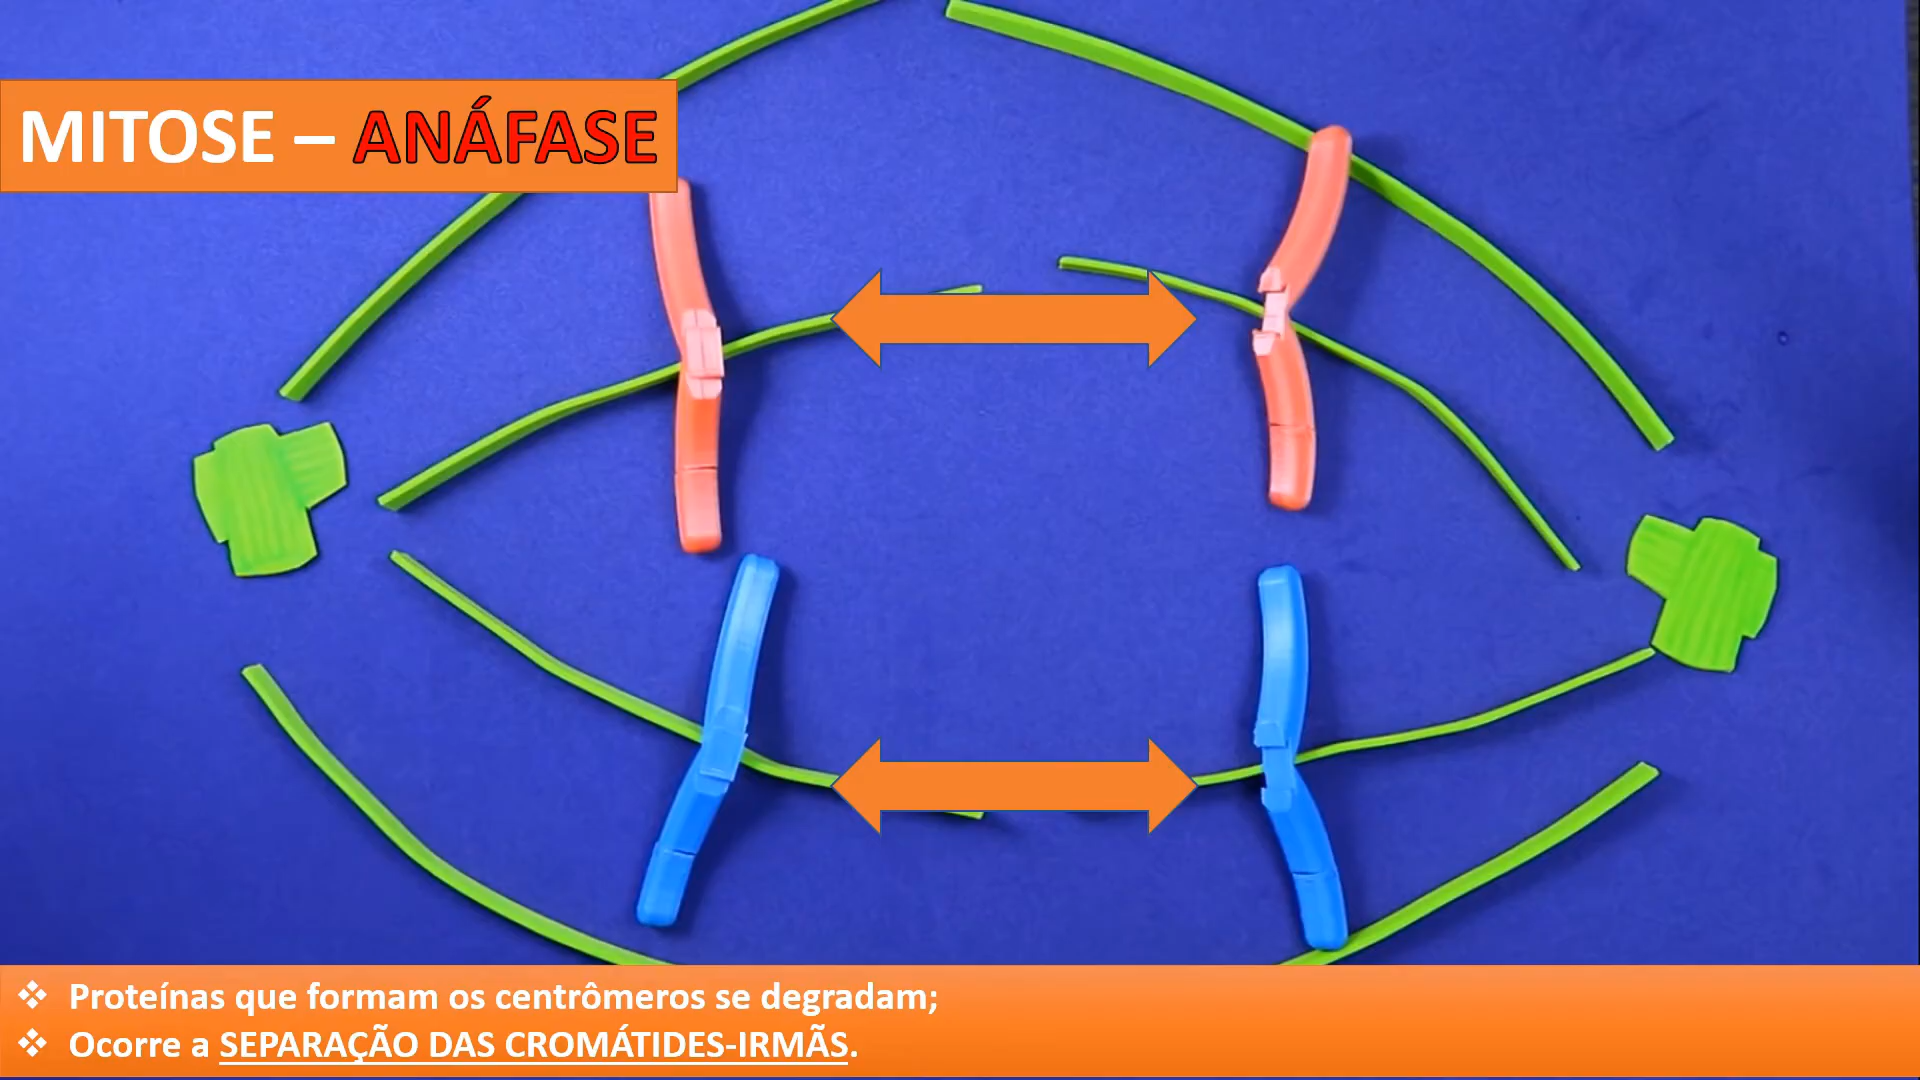 MITOSE – ANÁFASE
❖ Proteínas que formam os centrômeros se degradam;
❖ Ocorre a SEPARAÇÃO DAS CROMÁTIDES-IRMÃS.